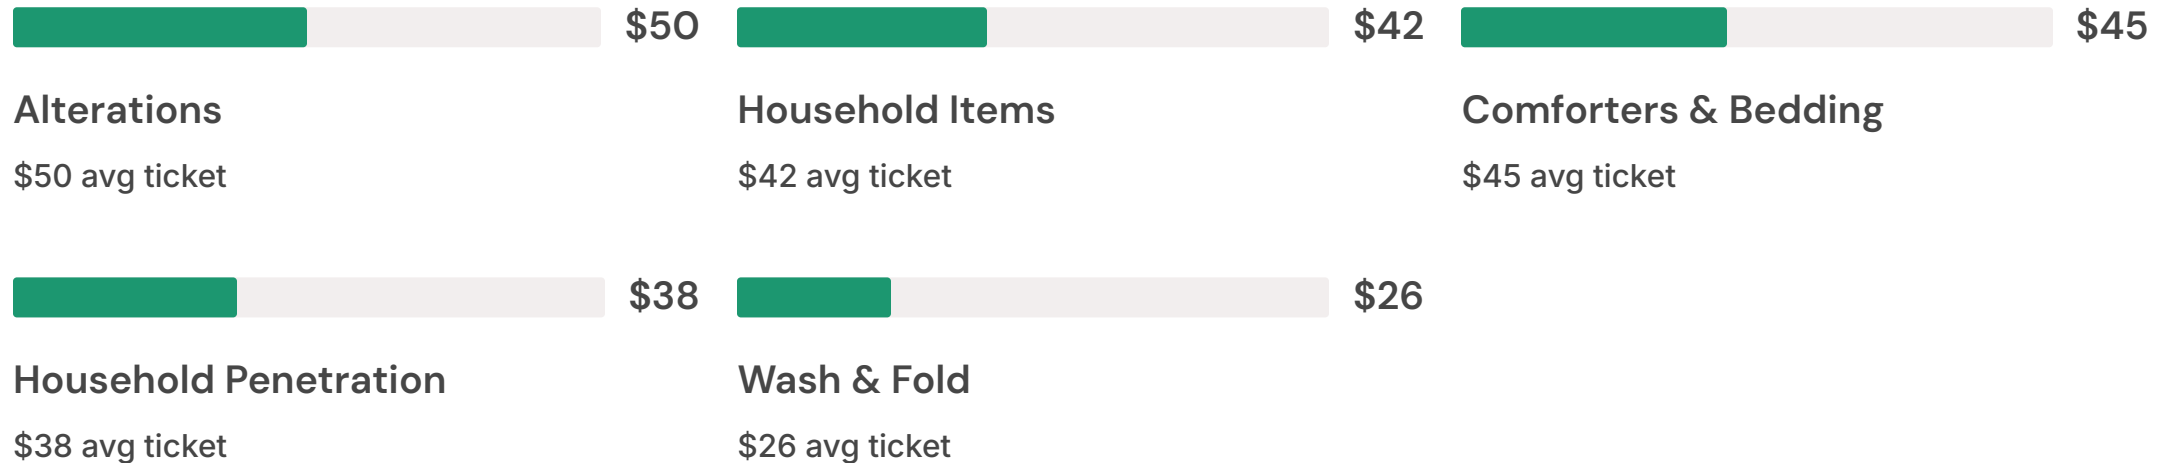 $50
Alterations
$50 avg ticket
$42
Household Items
$42 avg ticket
$45
Comforters & Bedding
$45 avg ticket
$38
Household Penetration
$38 avg ticket
$26
Wash & Fold
$26 avg ticket